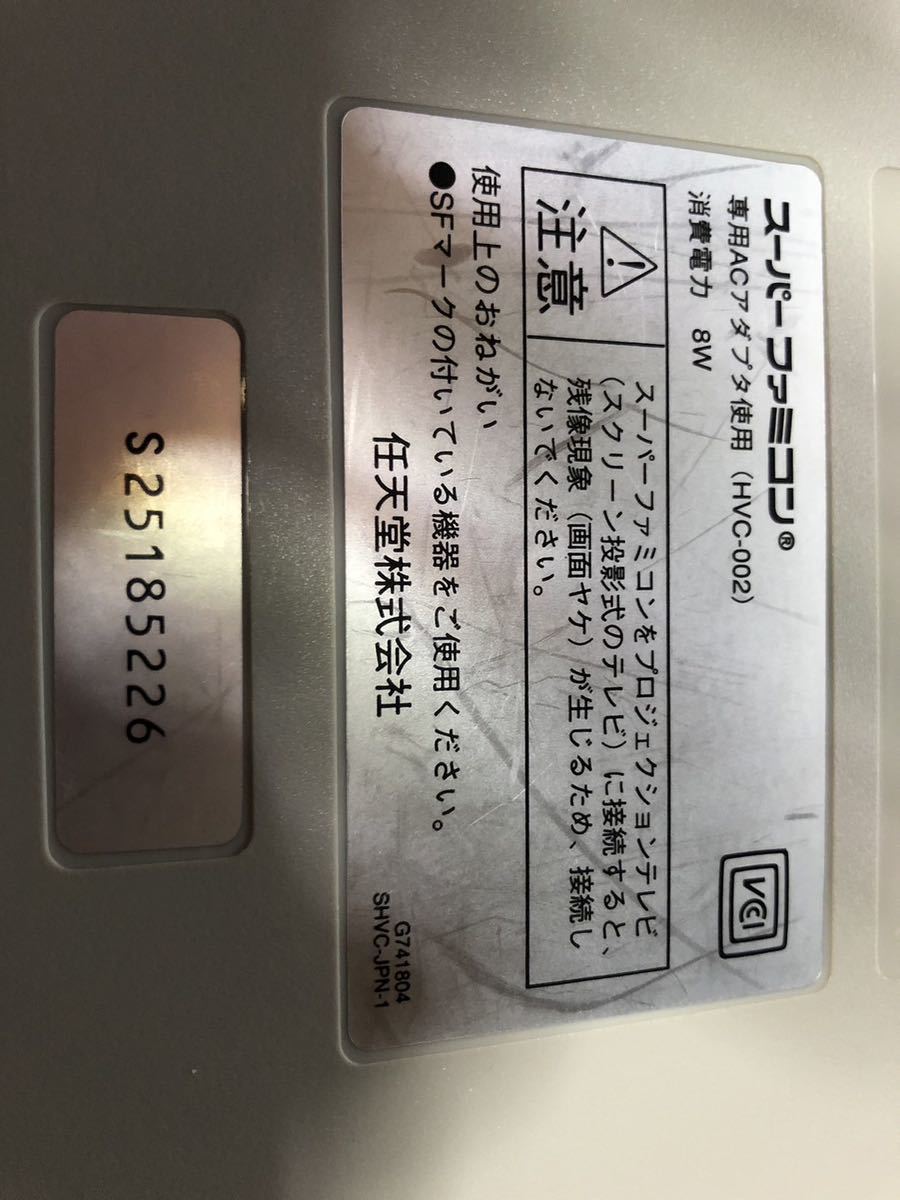 スーパーファミコン®
専用ACアダプタ使用(HVC-002)
消費電力 8W
VCCI
注意
スーパーファミコンをプロジェクションテレビ
(スクリーン投影式のテレビ)に接続すると、
残像現象(画面ヤケ)が生じるため、接続し
ないでください。
使用上のおねがい
●SFマークの付いている機器をご使用ください。
任天堂株式会社
G741804
SHVC-JPN-1
S25185226